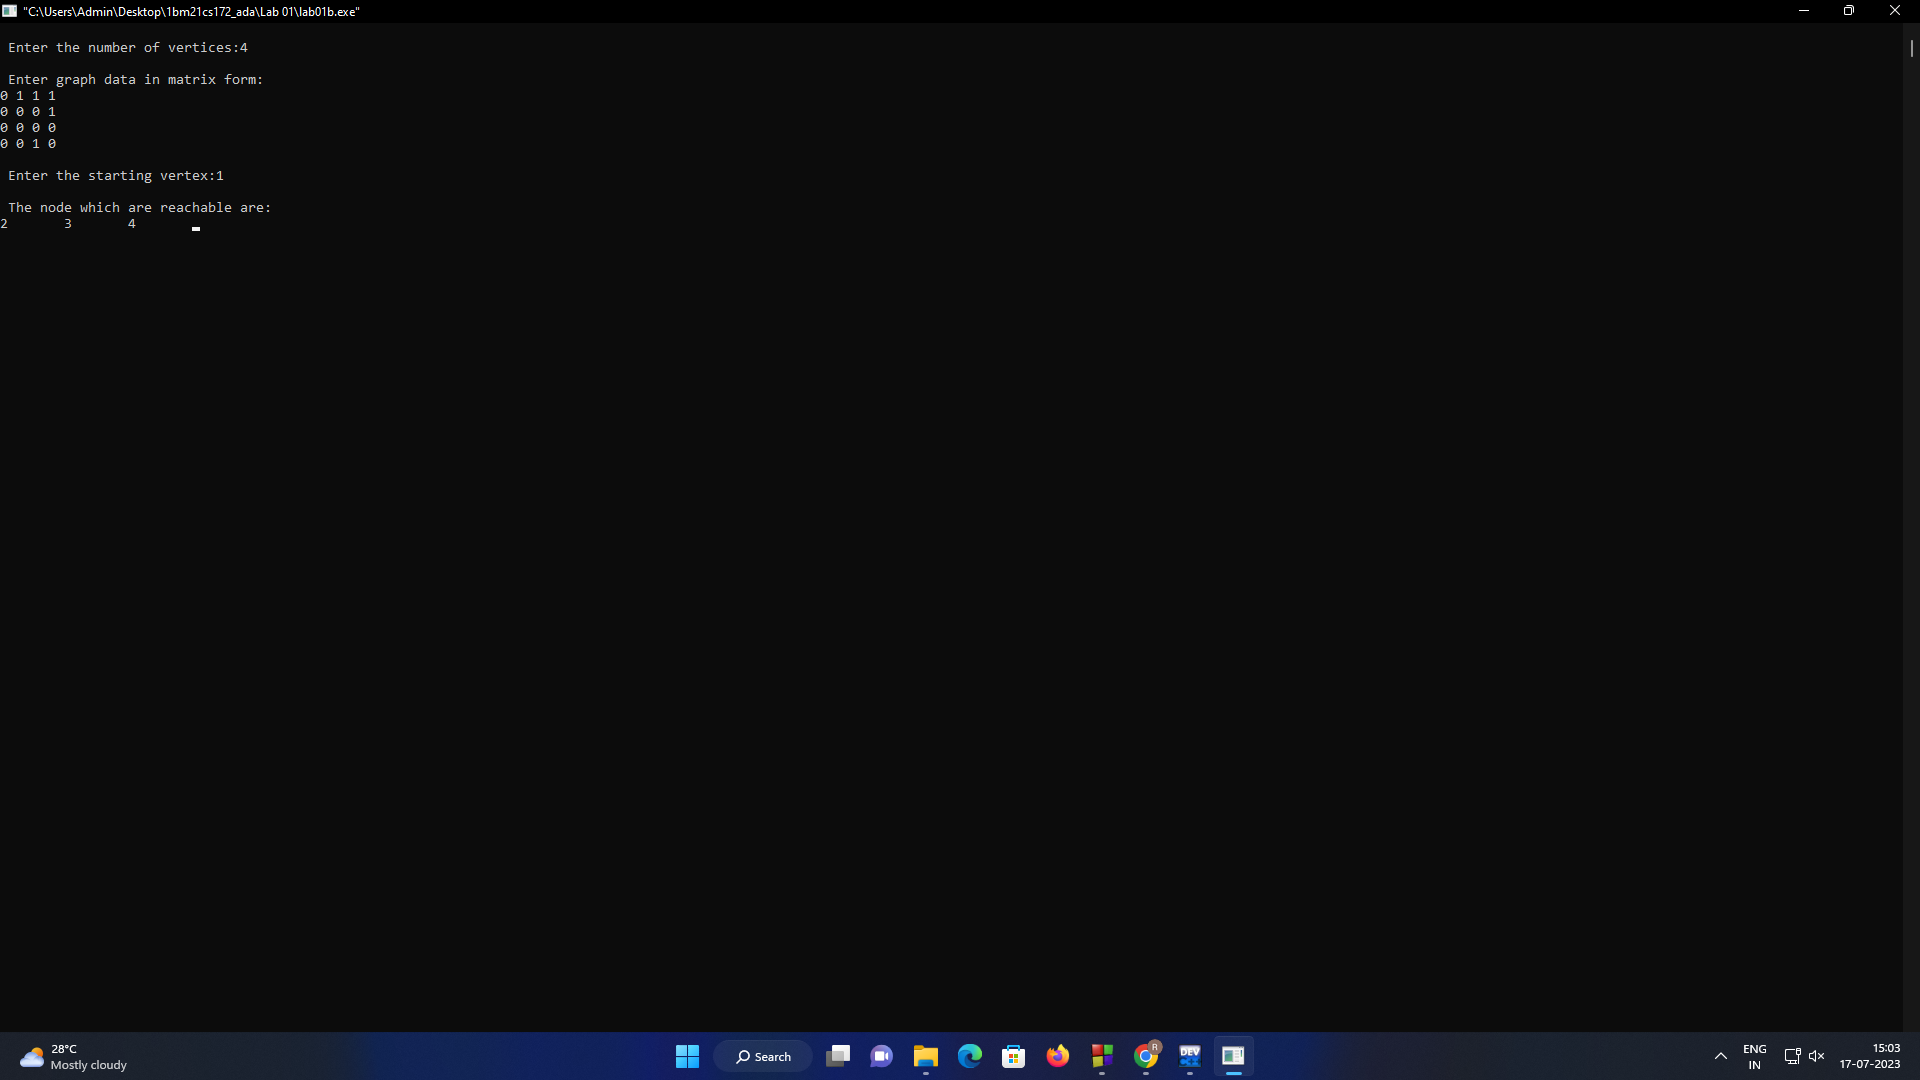 "C:\Users\Admin\Desktop\1bm21cs172_ada\Lab 01\lab01b.exe"
Enter the number of vertices:4
Enter graph data in matrix form:
0 1 1 1
0 0 0 1
0 0 0 0
0 0 1 0
Enter the starting vertex:1
The node which are reachable are:
2 3 4
28°C
Mostly cloudy
Search
R
DEV
C++
ENG
IN
15:03
17-07-2023